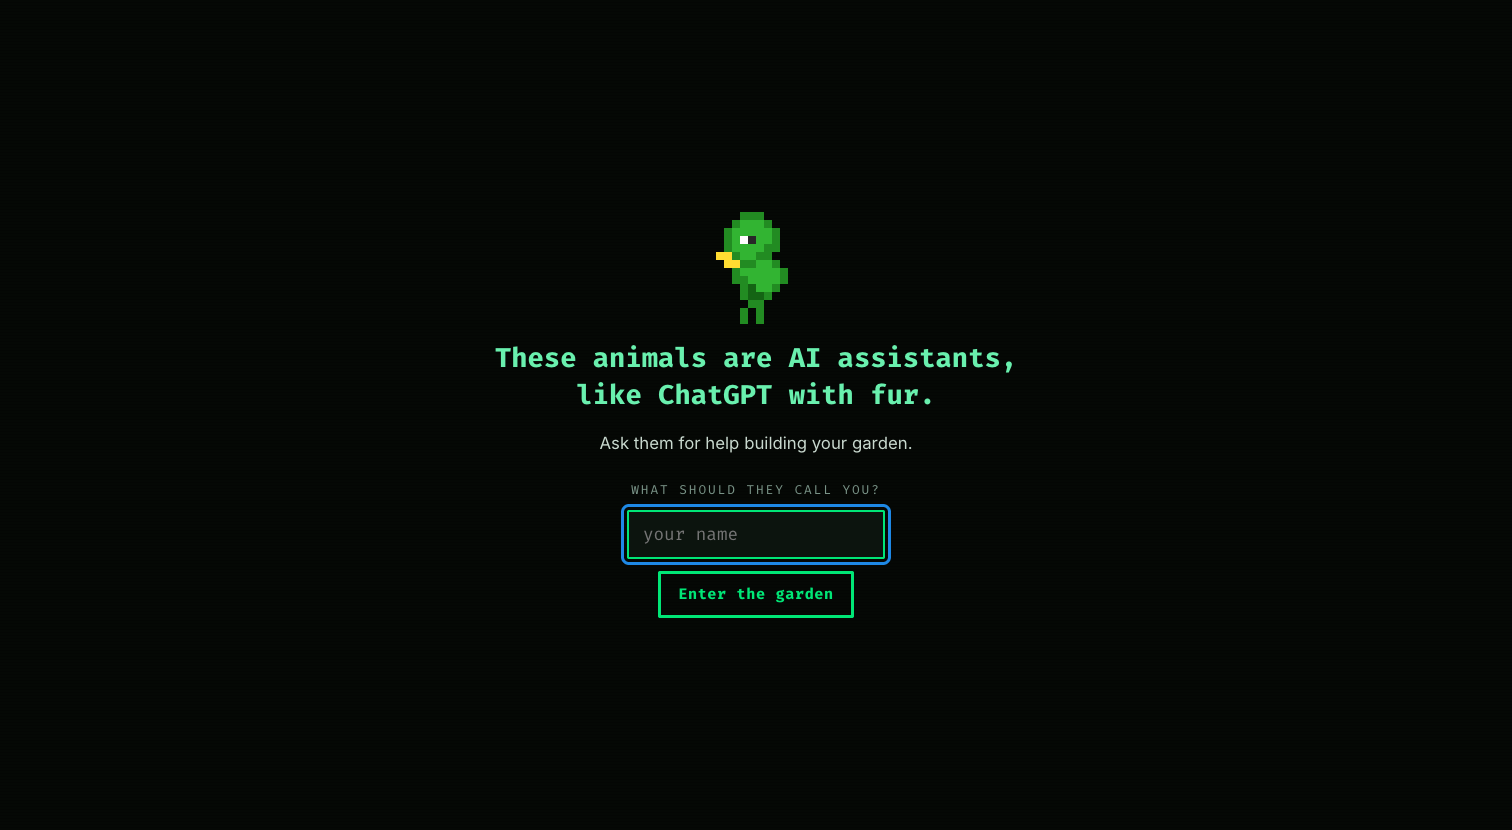 These animals are AI assistants,
like ChatGPT with fur.
Ask them for help building your garden.
WHAT SHOULD THEY CALL YOU?
your name
Enter the garden